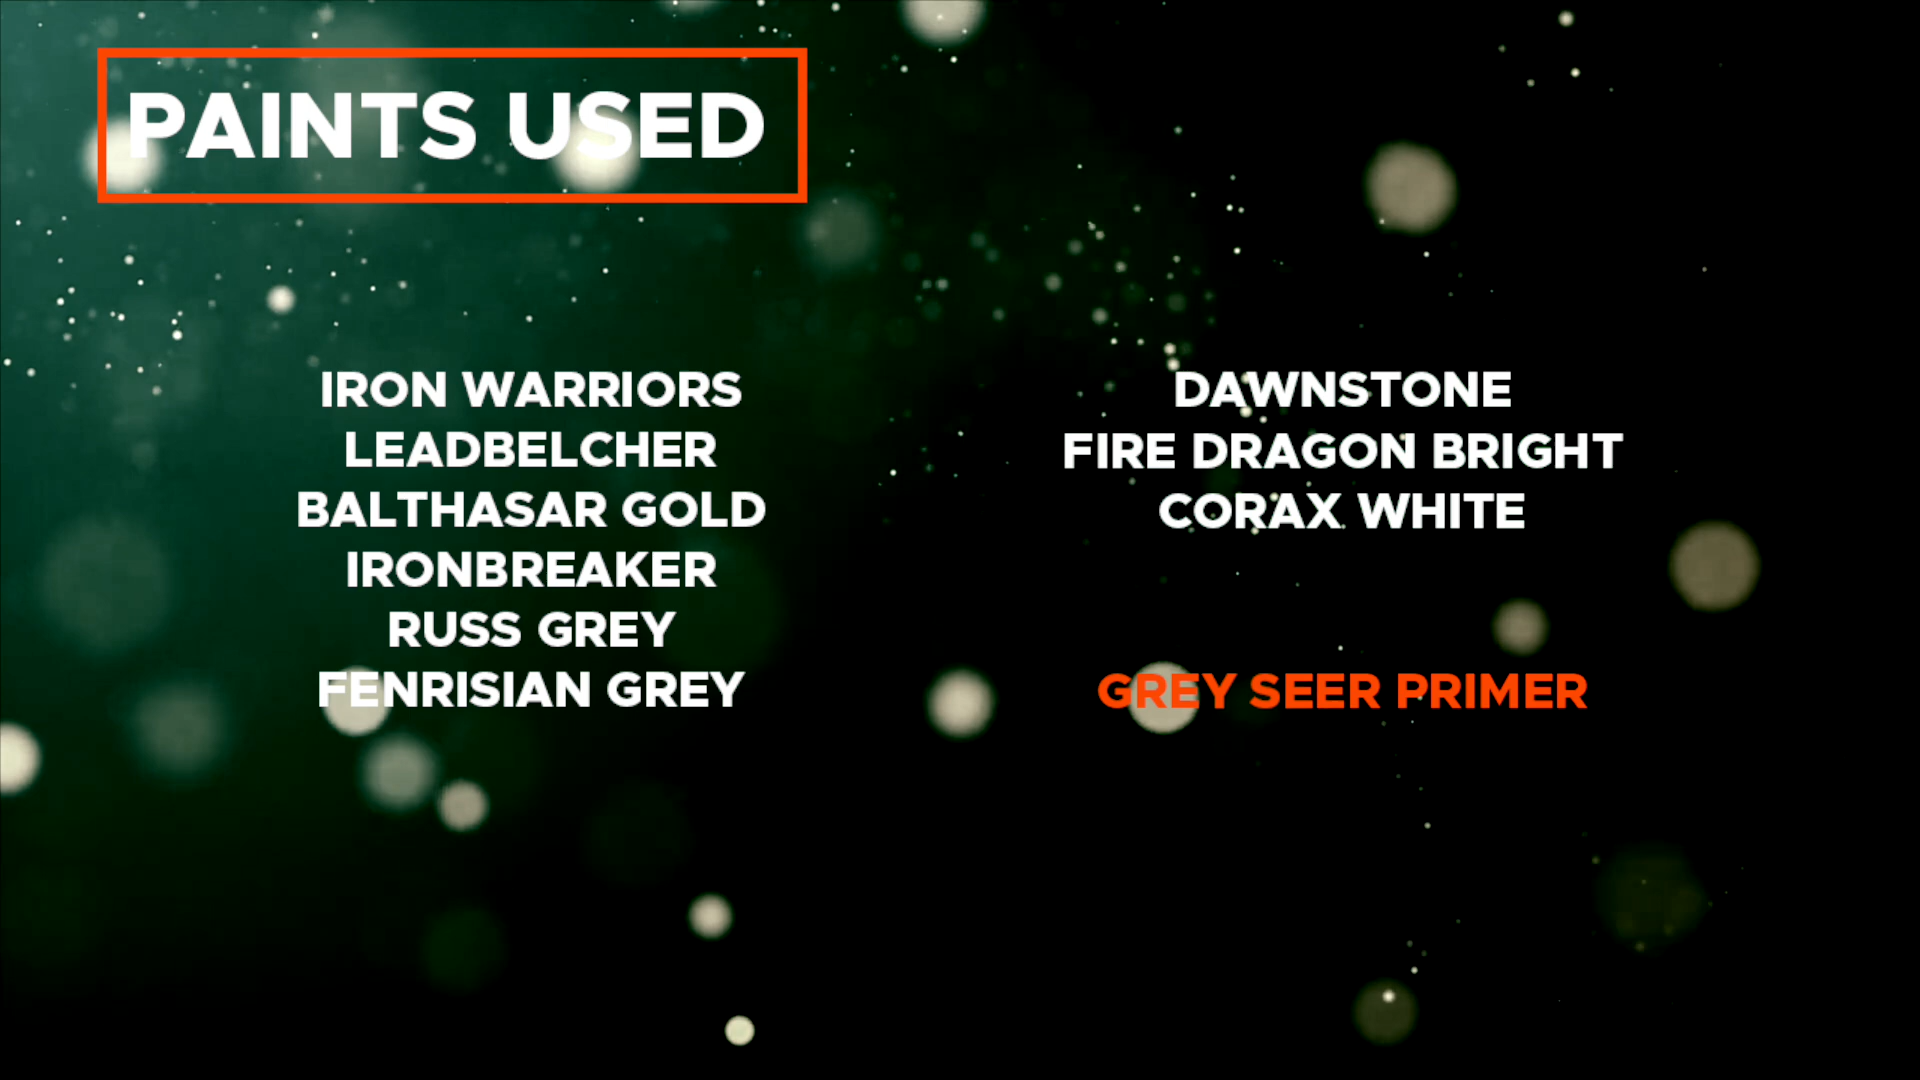 PAINTS USED
IRON WARRIORS
LEADBELCHER
BALTHASAR GOLD
IRONBREAKER
RUSS GREY
FENRISIAN GREY
DAWNSTONE
FIRE DRAGON BRIGHT
CORAX WHITE
GREY SEER PRIMER